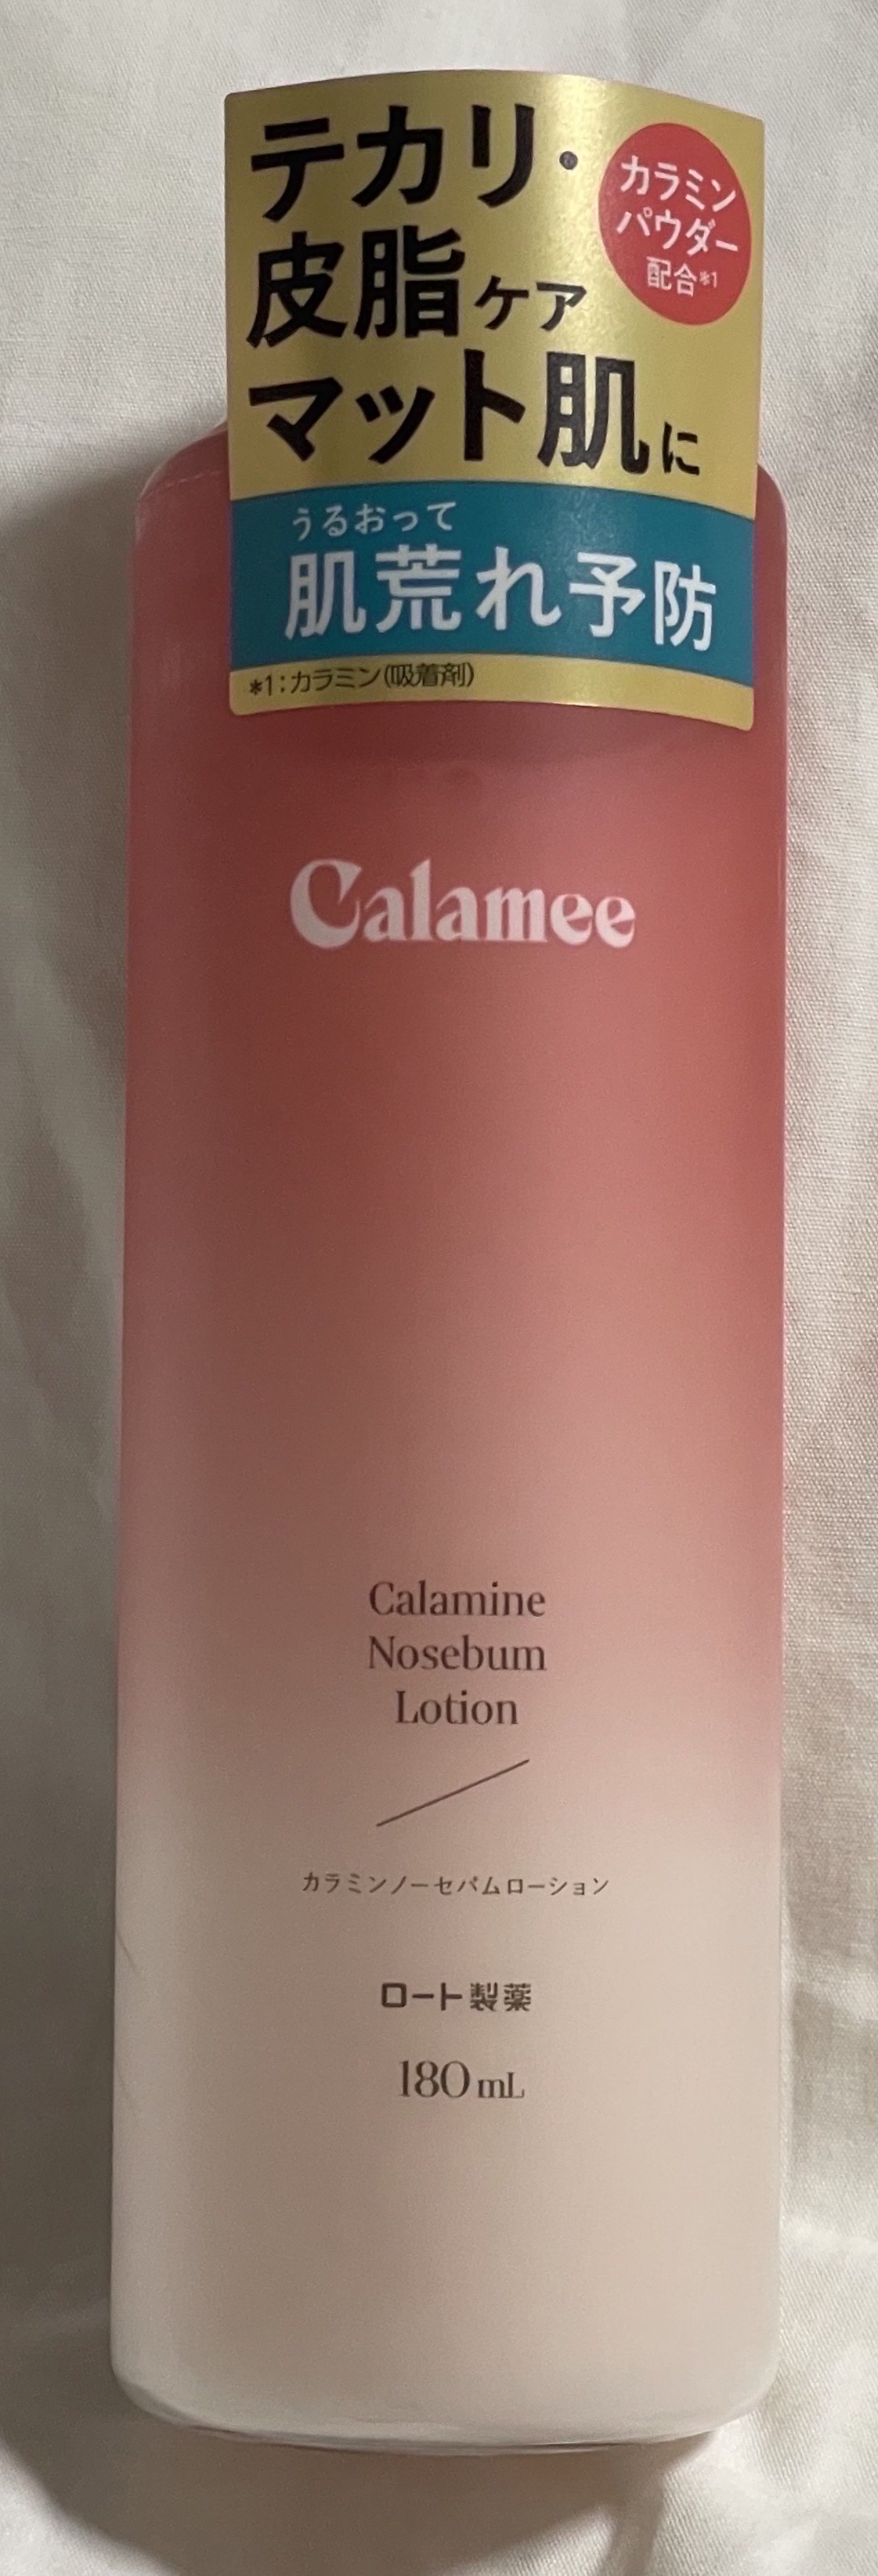 テカリ・
皮脂ケア
マット肌に
カラミン
パウダー
配合*1
うるおって
肌荒れ予防
*1:カラミン(吸着剤)
Calamee
Calamine
Nosebum
Lotion
カラミンノーセバムローション
ロート製薬
180mL